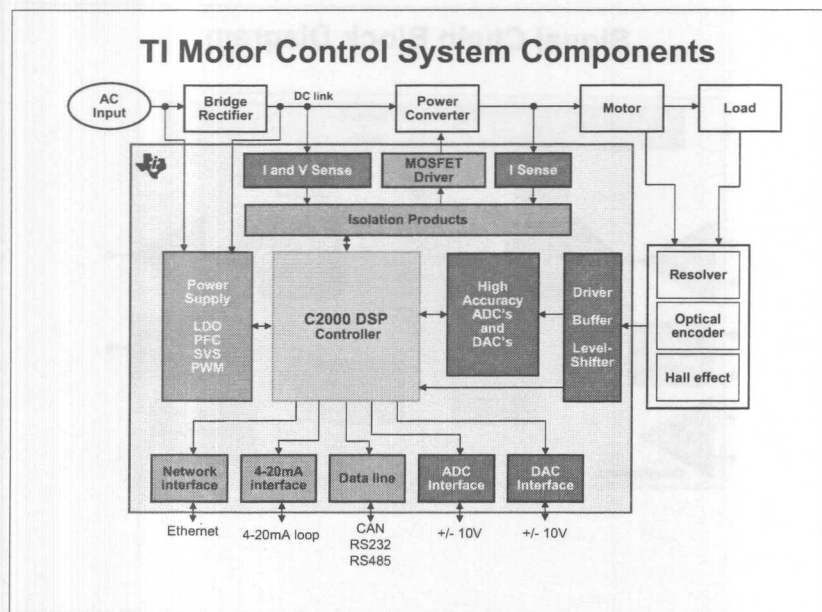 TI Motor Control System Components
AC
Input
Bridge
Rectifier
DC link
Power
Converter
Motor
Load
I and V Sense
MOSFET
Driver
I Sense
Isolation Products
Power
Supply
LDO
PFC
SVS
PWM
C2000 DSP
Controller
High
Accuracy
ADC's
and
DAC's
Driver
Buffer
Level-
Shifter
Resolver
Optical
encoder
Hall effect
Network
interface
4-20mA
interface
Data line
ADC
Interface
DAC
Interface
Ethernet
4-20mA loop
CAN
RS232
RS485
+/- 10V
+/- 10V